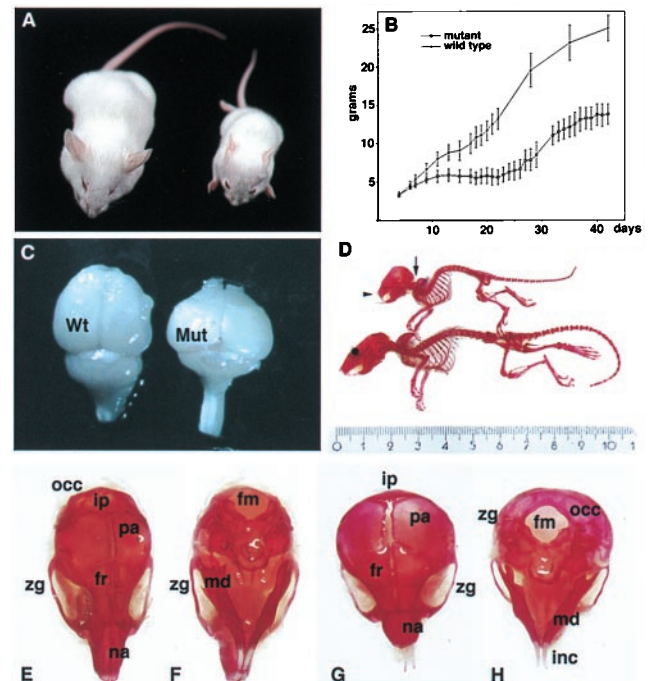 A
B
mutant
wild type
grams
25
20
15
10
5
10 20 30 40 days
C
Wt
Mut
D
0 1 2 3 4 5 6 7 8 9 10 1
occ
ip
pa
fr
zg
na
E
fm
zg
md
F
ip
pa
fr
zg
na
G
zg
fm
occ
md
inc
H